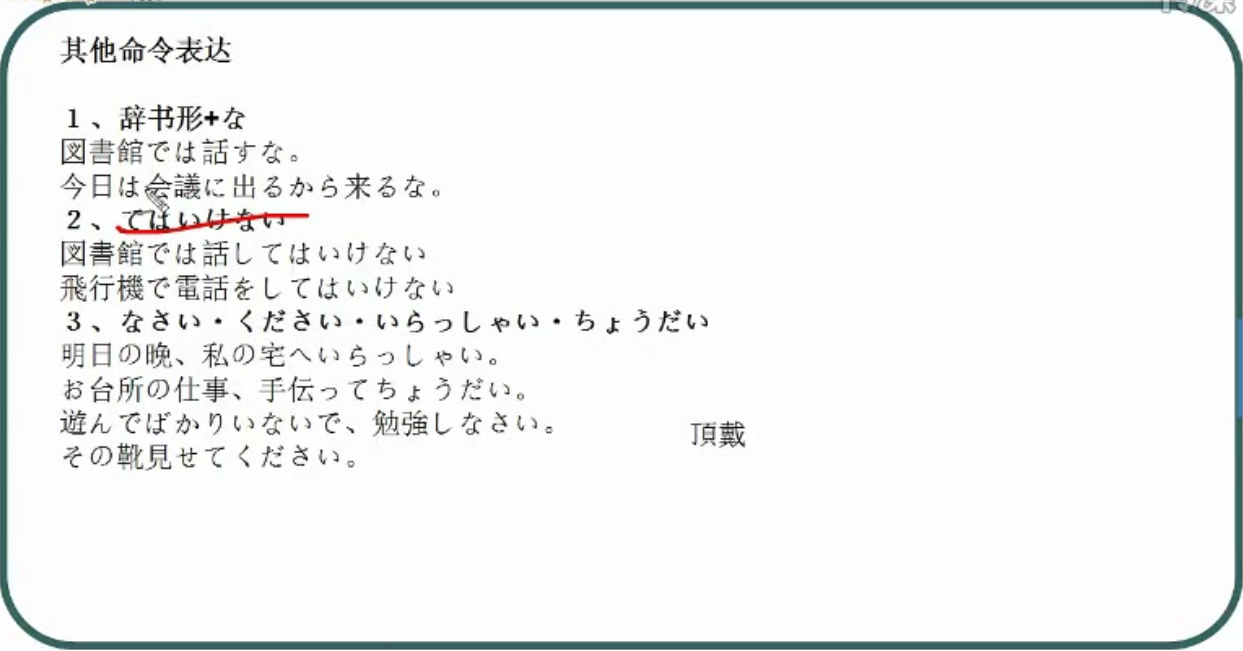 其他命令表达
1、辞书形+な
図書館では話すな。
今日は会議に出るから来るな。
2、てはいけない
図書館では話してはいけない
飛行機で電話をしてはいけない
3、なさい・ください・いらっしゃい・ちょうだい
明日の晩、私の宅へいらっしゃい。
お台所の仕事、手伝ってちょうだい。
遊んでばかりいないで、勉強しなさい。
頂戴
その靴見せてください。